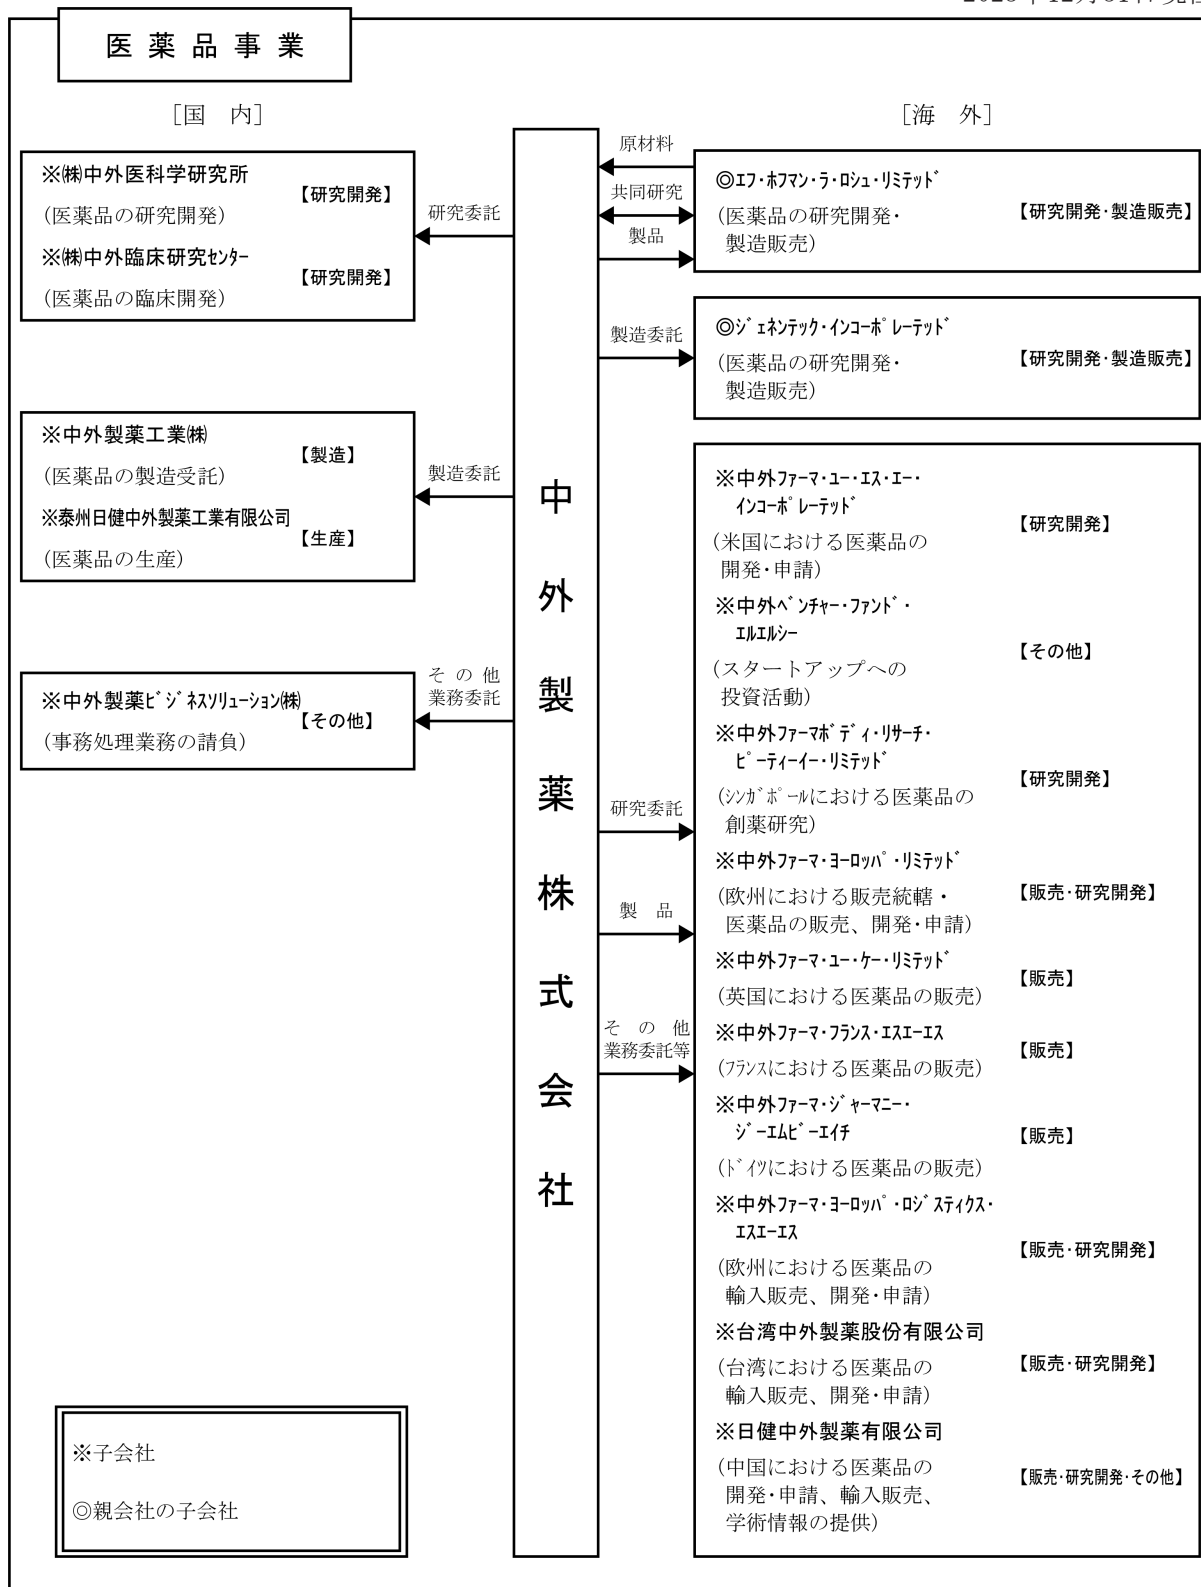 医薬品事業
［国　内］
※㈱中外医科学研究所
【研究開発】
(医薬品の研究開発)
※㈱中外臨床研究ｾﾝﾀｰ
【研究開発】
(医薬品の臨床開発)
研究委託
※中外製薬工業㈱
【製造】
(医薬品の製造受託)
※泰州日健中外製薬工業有限公司
【生産】
(医薬品の生産)
製造委託
※中外製薬ﾋﾞｼﾞﾈｽｿﾘｭｰｼｮﾝ㈱
【その他】
(事務処理業務の請負)
その他
業務委託
※子会社
◎親会社の子会社
中外製薬株式会社
［海　外］
原材料
共同研究
製品
◎ｴﾌ･ﾎﾌﾏﾝ･ﾗ･ﾛｼｭ･ﾘﾐﾃｯﾄﾞ
(医薬品の研究開発･
製造販売)
【研究開発･製造販売】
製造委託
◎ｼﾞｪﾈﾝﾃｯｸ･ｲﾝｺｰﾎﾟﾚｰﾃｯﾄﾞ
(医薬品の研究開発･
製造販売)
【研究開発･製造販売】
研究委託
製　品
そ の 他
業務委託等
※中外ﾌｧｰﾏ･ﾕｰ･ｴｽ･ｴｰ･
ｲﾝｺｰﾎﾟﾚｰﾃｯﾄﾞ
【研究開発】
(米国における医薬品の
開発･申請)
※中外ﾍﾞﾝﾁｬｰ･ﾌｧﾝﾄﾞ･
ｴﾙｴﾙｼｰ
【その他】
(スタートアップへの
投資活動)
※中外ﾌｧｰﾏﾎﾞﾃﾞｨ･ﾘｻｰﾁ･
ﾋﾟｰﾃｨｰｲｰ･ﾘﾐﾃｯﾄﾞ
【研究開発】
(ｼﾝｶﾞﾎﾟｰﾙにおける医薬品の
創薬研究)
※中外ﾌｧｰﾏ･ﾖｰﾛｯﾊﾟ･ﾘﾐﾃｯﾄﾞ
(欧州における販売統轄・
医薬品の販売、開発･申請)
【販売･研究開発】
※中外ﾌｧｰﾏ･ﾕｰ･ｹｰ･ﾘﾐﾃｯﾄﾞ
【販売】
(英国における医薬品の販売)
※中外ﾌｧｰﾏ･ﾌﾗﾝｽ･ｴｽｴｰｴｽ
【販売】
(ﾌﾗﾝｽにおける医薬品の販売)
※中外ﾌｧｰﾏ･ｼﾞｬｰﾏﾆｰ･
ｼﾞｰｴﾑﾋﾞｰｴｲﾁ
【販売】
(ﾄﾞｲﾂにおける医薬品の販売)
※中外ﾌｧｰﾏ･ﾖｰﾛｯﾊﾟ･ﾛｼﾞｽﾃｨｸｽ･
ｴｽｴｰｴｽ
【販売･研究開発】
(欧州における医薬品の
輸入販売、開発･申請)
※台湾中外製薬股份有限公司
(台湾における医薬品の
輸入販売、開発･申請)
【販売･研究開発】
※日健中外製薬有限公司
(中国における医薬品の
開発･申請、輸入販売、
学術情報の提供)
【販売･研究開発･その他】